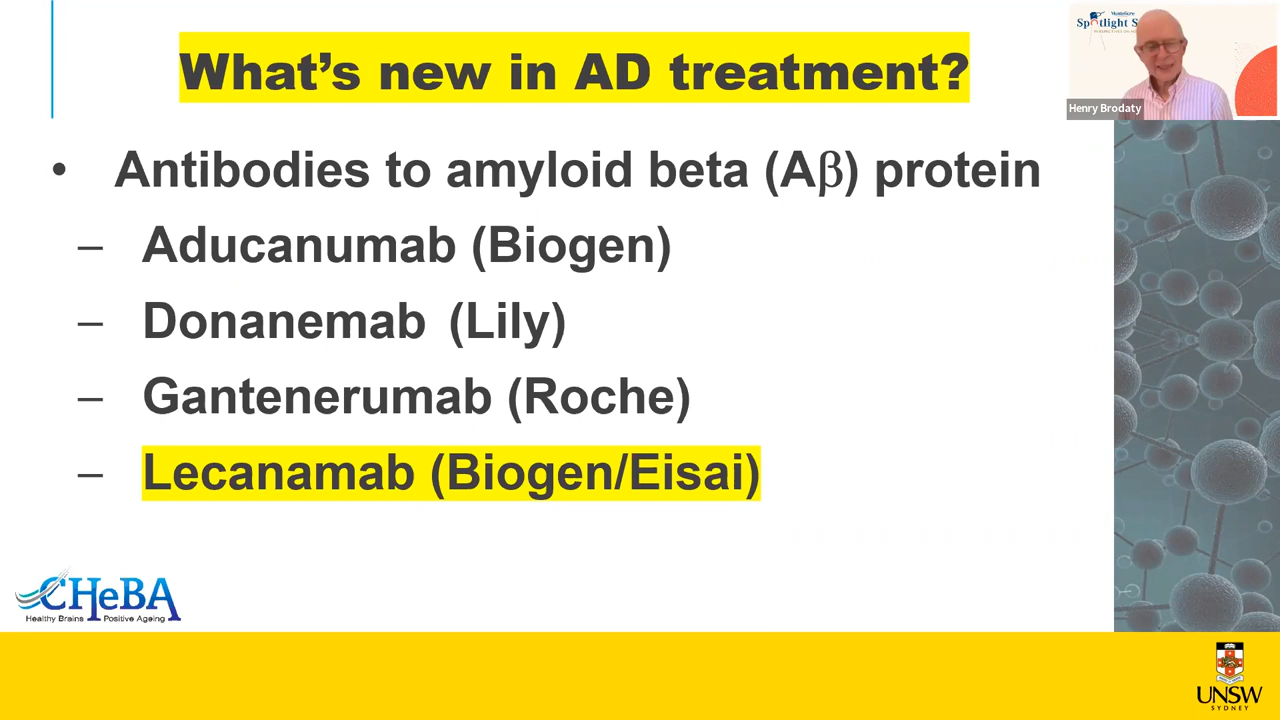 What's new in AD treatment?
• Antibodies to amyloid beta (Aβ) protein
– Aducanumab (Biogen)
– Donanemab (Lily)
– Gantenerumab (Roche)
– Lecanamab (Biogen/Eisai)
Spotlight S
Henry Brodaty
CHeBA
Healthy Brains Positive Ageing
UNSW
SYDNEY